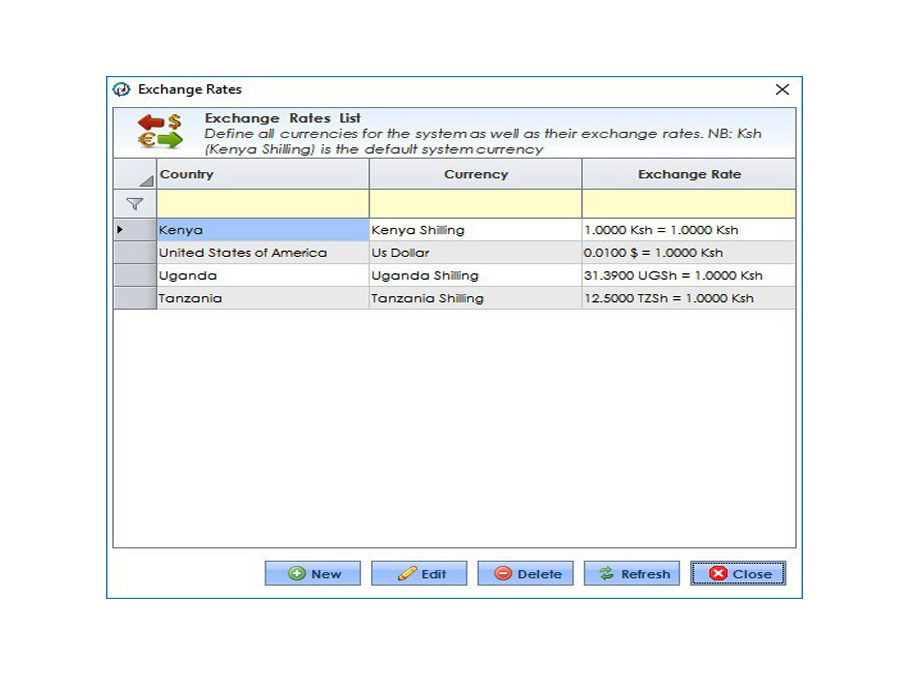 Exchange Rates
Exchange Rates List
Define all currencies for the system as well as their exchange rates. NB: Ksh
(Kenya Shilling) is the default system currency
Country Currency Exchange Rate
Kenya Kenya Shilling 1.0000 Ksh = 1.0000 Ksh
United States of America Us Dollar 0.0100 $ = 1.0000 Ksh
Uganda Uganda Shilling 31.3900 UGSh = 1.0000 Ksh
Tanzania Tanzania Shilling 12.5000 TZSh = 1.0000 Ksh
New Edit Delete Refresh Close